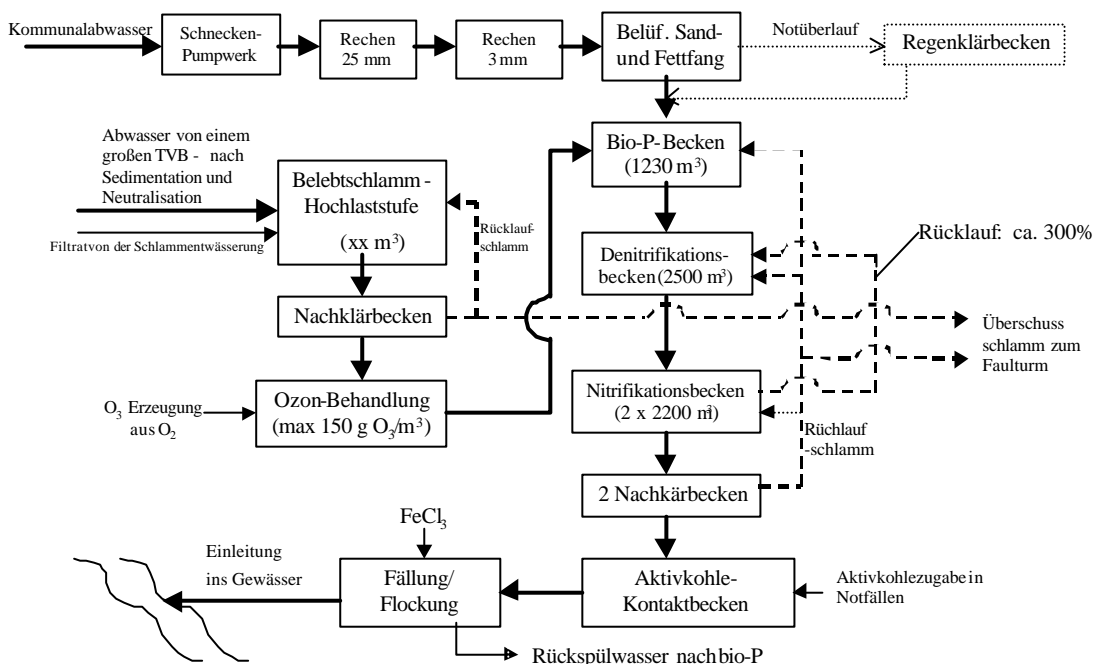 Kommunalabwasser
Schnecken-
Pumpwerk
Rechen
25 mm
Rechen
3 mm
Belüf. Sand-
und Fettfang
Notüberlauf
Regenklärbecken
Abwasser von einem
großen TVB - nach
Sedimentation und
Neutralisation
Filtratvon der Schlammentwässerung
Belebtschlamm -
Hochlaststufe
(xx m³)
Rücklauf-
schlamm
Bio-P-Becken
(1230 m³)
Denitrifikations-
becken (2500 m³)
Rücklauf: ca. 300%
Nachklärbecken
Überschuss
schlamm zum
Faulturm
O₃ Erzeugung
aus O₂
Ozon-Behandlung
(max 150 g O₃/m³)
Nitrifikationsbecken
(2 x 2200 m³)
Rüchlauf
-schlamm
2 Nachkärbecken
FeCl₃
Einleitung
ins Gewässer
Fällung/
Flockung
Aktivkohle-
Kontaktbecken
Aktivkohlezugabe in
Notfällen
Rückspülwasser nach bio-P